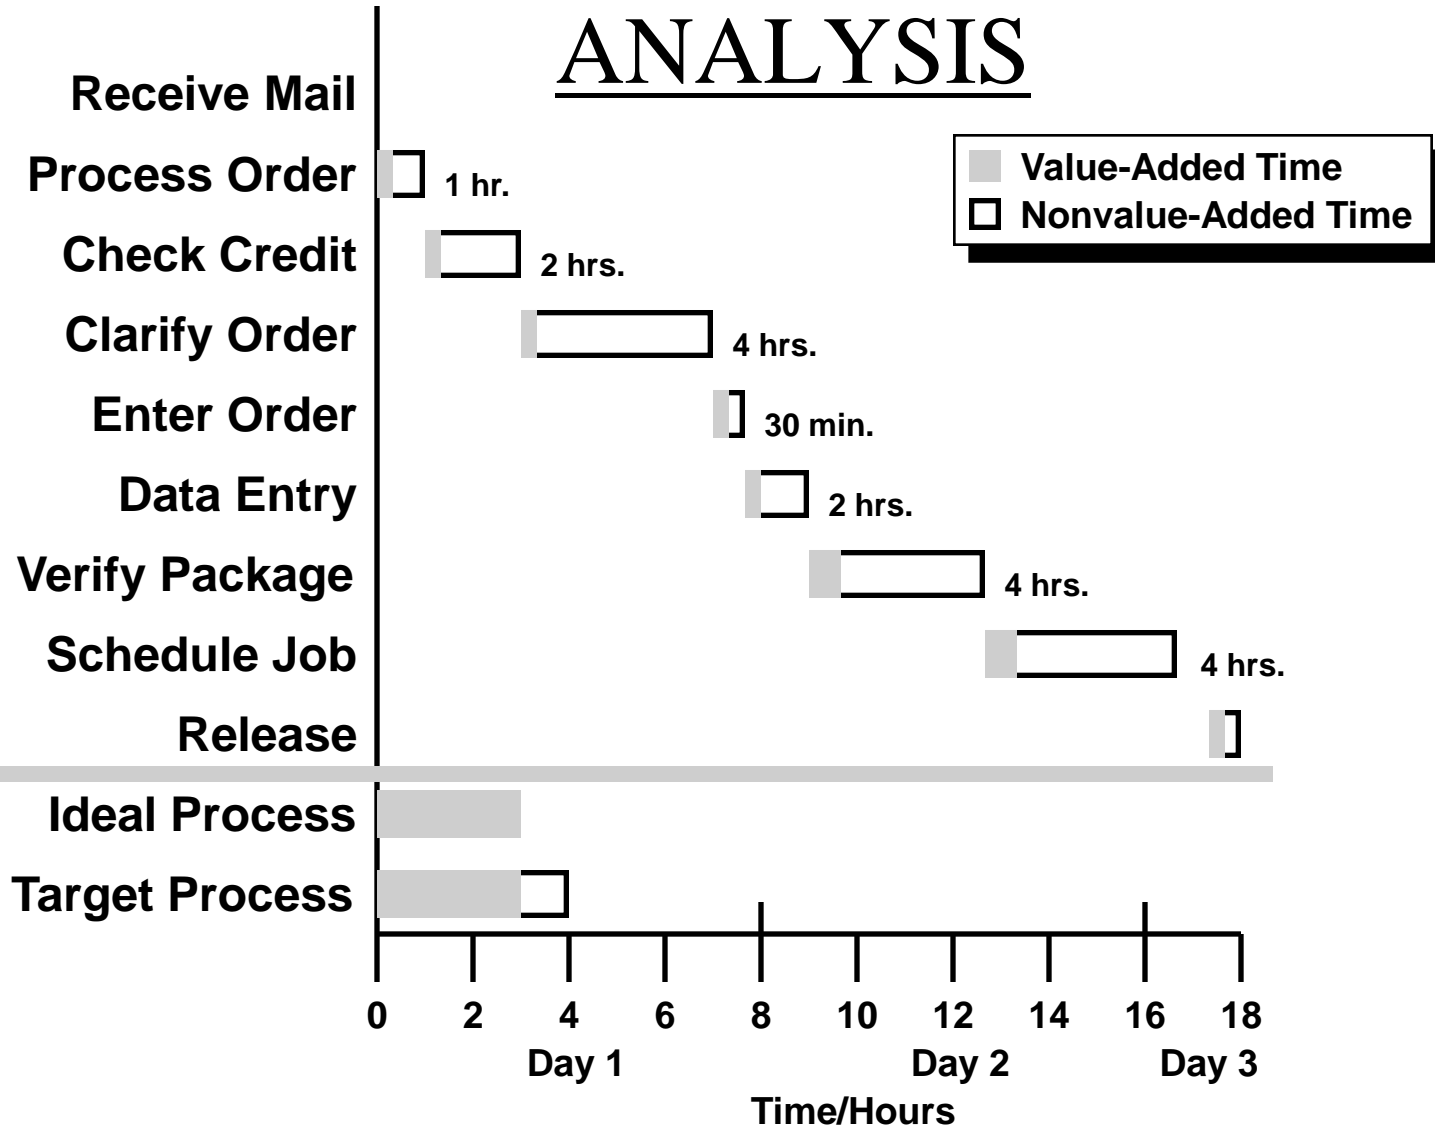 ANALYSIS
Receive Mail
Process Order
1 hr.
Value-Added Time
Nonvalue-Added Time
Check Credit
2 hrs.
Clarify Order
4 hrs.
Enter Order
30 min.
Data Entry
2 hrs.
Verify Package
4 hrs.
Schedule Job
4 hrs.
Release
Ideal Process
Target Process
0 2 4 6 8 10 12 14 16 18
Day 1 Day 2 Day 3
Time/Hours